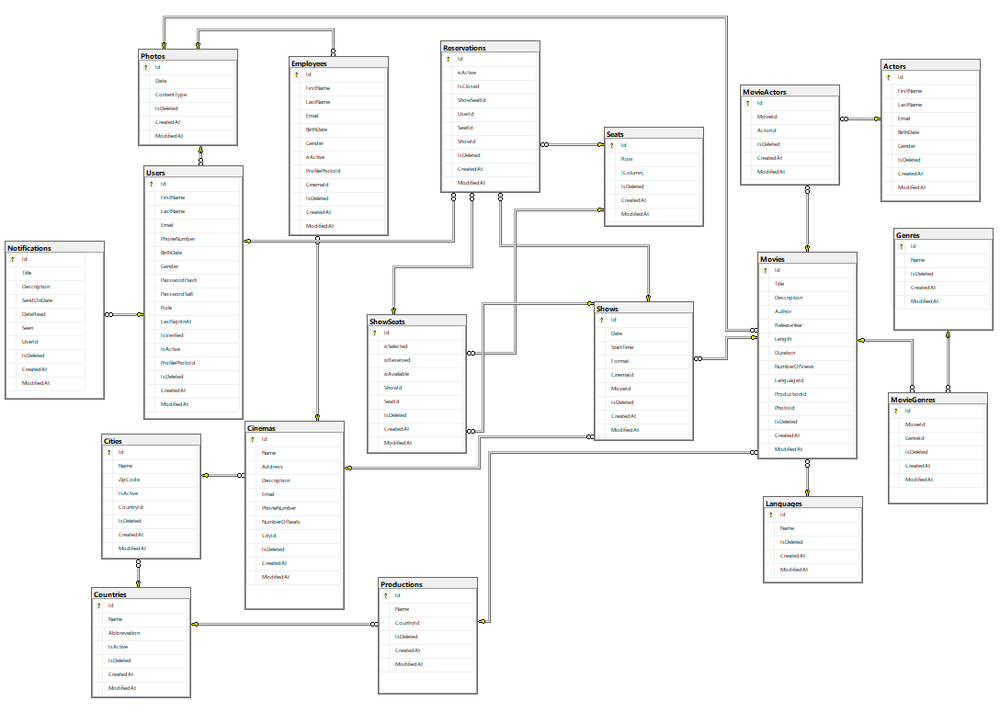 Photos
Id
Data
ContentType
IsDeleted
CreatedAt
ModifiedAt
Employees
Id
FirstName
LastName
Email
BirthDate
Gender
isActive
ProfilePhotoId
CinemaId
IsDeleted
CreatedAt
ModifiedAt
Reservations
Id
isActive
IsClosed
ShowSeatId
UserId
SeatId
ShowId
IsDeleted
CreatedAt
ModifiedAt
Seats
Id
Row
[Column]
IsDeleted
CreatedAt
ModifiedAt
MovieActors
Id
MovieId
ActorId
IsDeleted
CreatedAt
ModifiedAt
Actors
Id
FirstName
LastName
Email
BirthDate
Gender
IsDeleted
CreatedAt
ModifiedAt
Users
Id
FirstName
LastName
Email
PhoneNumber
BirthDate
Gender
PasswordHash
PasswordSalt
Role
LastSignInAt
IsVerified
IsActive
ProfilePhotoId
IsDeleted
CreatedAt
ModifiedAt
Notifications
Id
Title
Description
SendOnDate
DateRead
Seen
UserId
IsDeleted
CreatedAt
ModifiedAt
ShowSeats
Id
isSelected
isReserved
isAvailable
ShowId
SeatId
IsDeleted
CreatedAt
ModifiedAt
Shows
Id
Date
StartTime
Format
CinemaId
MovieId
IsDeleted
CreatedAt
ModifiedAt
Movies
Id
Title
Description
Author
ReleaseYear
Length
Duration
NumberOfViews
LanguageId
ProductionId
PhotoId
IsDeleted
CreatedAt
ModifiedAt
Genres
Id
Name
IsDeleted
CreatedAt
ModifiedAt
MovieGenres
Id
MovieId
GenreId
IsDeleted
CreatedAt
ModifiedAt
Cities
Id
Name
ZipCode
IsActive
CountryId
IsDeleted
CreatedAt
ModifiedAt
Cinemas
Id
Name
Address
Description
Email
PhoneNumber
NumberOfSeats
CityId
IsDeleted
CreatedAt
ModifiedAt
Languages
Id
Name
IsDeleted
CreatedAt
ModifiedAt
Countries
Id
Name
Abbreviation
IsActive
IsDeleted
CreatedAt
ModifiedAt
Productions
Id
Name
CountryId
IsDeleted
CreatedAt
ModifiedAt